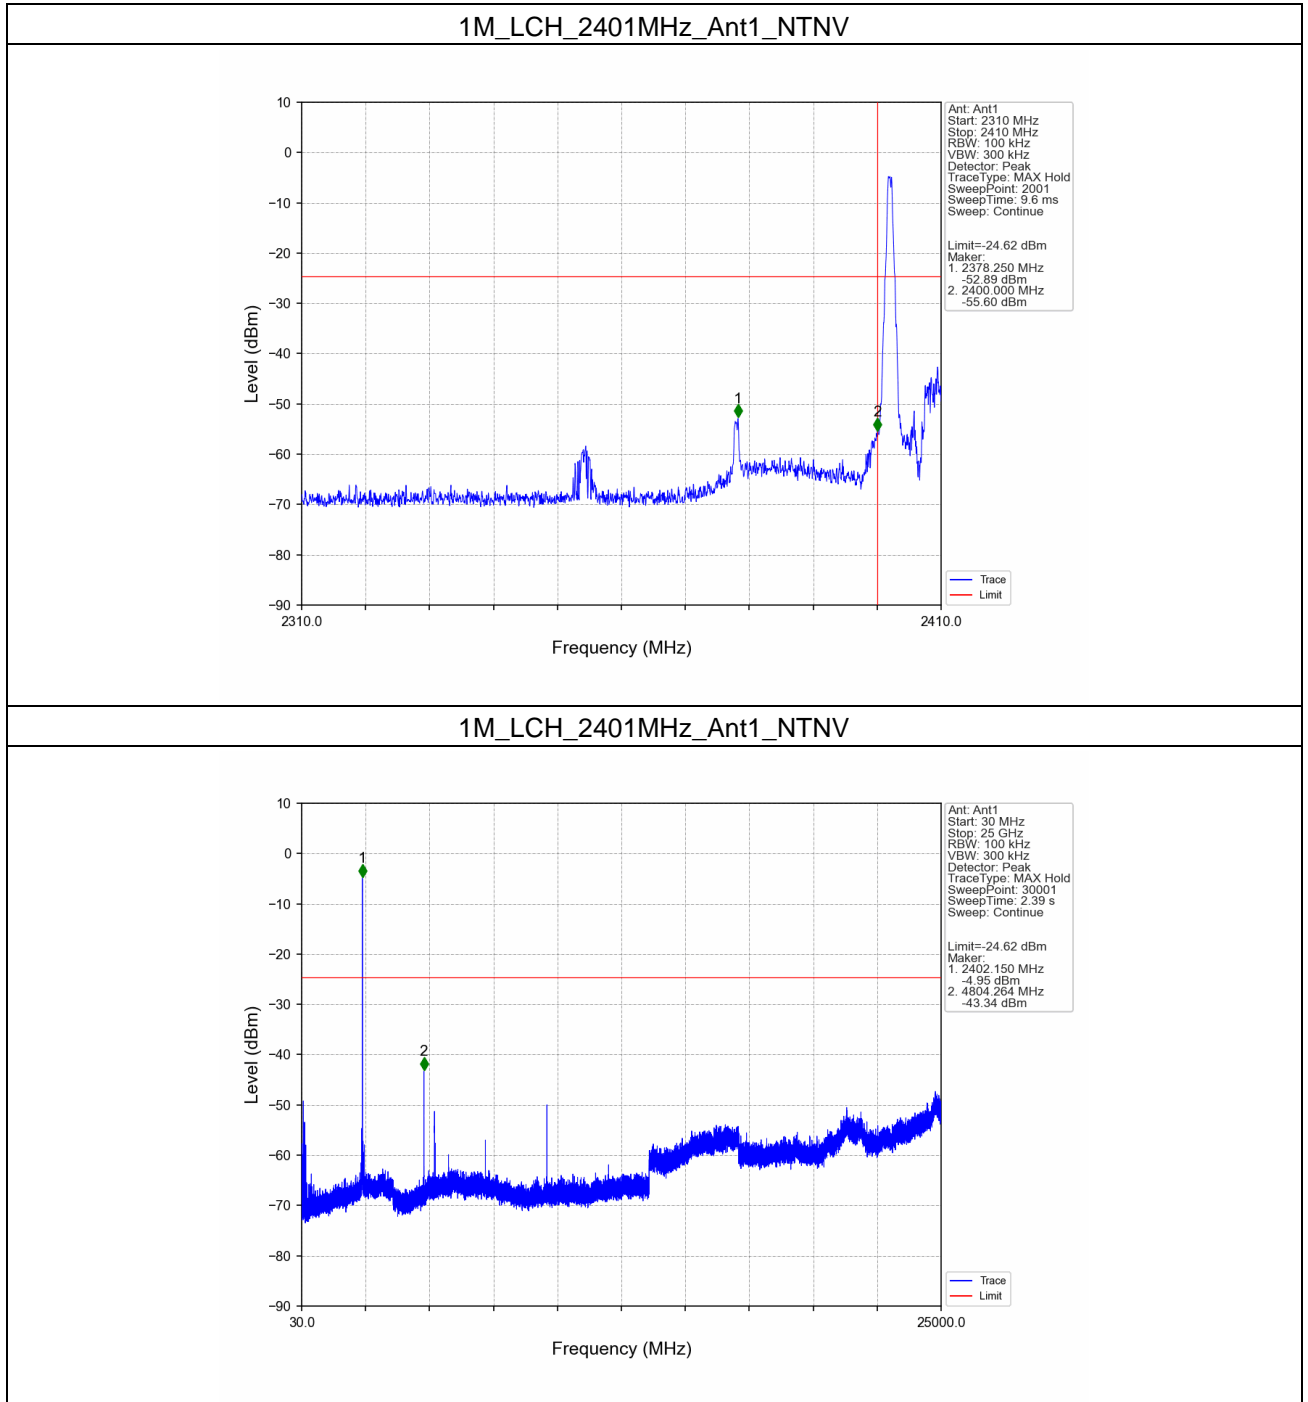 1M_LCH_2401MHz_Ant1_NTNV
10
0
−10
−20
−30
−40
−50
−60
−70
−80
−90
Level (dBm)
2310.0
2410.0
Frequency (MHz)
1
2
Ant: Ant1
Start: 2310 MHz
Stop: 2410 MHz
RBW: 100 kHz
VBW: 300 kHz
Detector: Peak
TraceType: MAX Hold
SweepPoint: 2001
SweepTime: 9.6 ms
Sweep: Continue
Limit=-24.62 dBm
Maker:
1. 2378.250 MHz
-52.89 dBm
2. 2400.000 MHz
-55.60 dBm
Trace
Limit
1M_LCH_2401MHz_Ant1_NTNV
10
0
−10
−20
−30
−40
−50
−60
−70
−80
−90
Level (dBm)
30.0
25000.0
Frequency (MHz)
1
2
Ant: Ant1
Start: 30 MHz
Stop: 25 GHz
RBW: 100 kHz
VBW: 300 kHz
Detector: Peak
TraceType: MAX Hold
SweepPoint: 30001
SweepTime: 2.39 s
Sweep: Continue
Limit=-24.62 dBm
Maker:
1. 2402.150 MHz
-4.95 dBm
2. 4804.264 MHz
-43.34 dBm
Trace
Limit